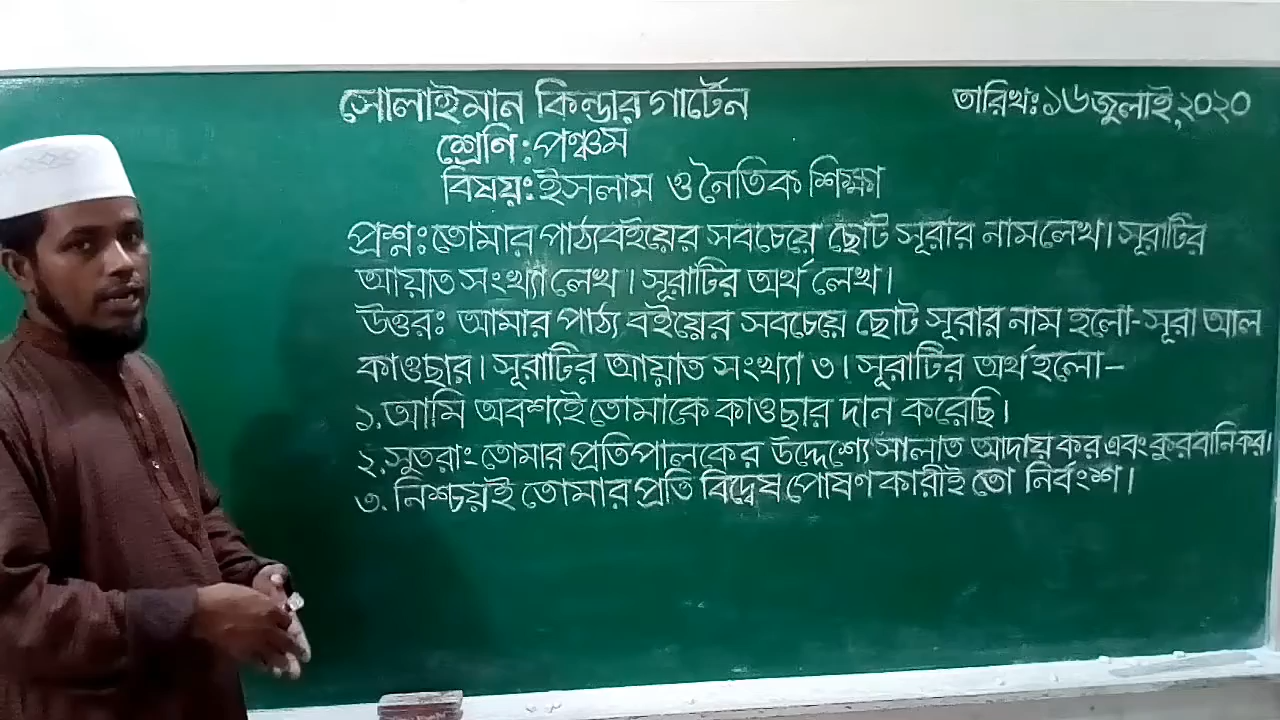 সোলাইমান কিন্ডার গার্টেন
তারিখঃ১৬জুলাই,২০২০
শ্রেণি:পঞ্চম
বিষয়ঃইসলাম ও নৈতিক শিক্ষা
প্রশ্নঃতোমার পাঠ্যবইয়ের সবচেয়ে ছোট সূরার নামলেখ। সূরাটির
আয়াত সংখ্যা লেখ। সূরাটির অর্থ লেখ।
উত্তরঃ আমার পাঠ্য বইয়ের সবচেয়ে ছোট সূরার নাম হলো-সূরা আল
কাওছার। সূরাটির আয়াত সংখ্যা ৩। সূরাটির অর্থ হলো-
১.আমি অবশ্যই তোমাকে কাওছার দান করেছি।
২.সুতরাং-তোমার প্রতিপালকের উদ্দেশ্যে সালাত আদায় কর এবং কুরবানি কর।
৩. নিশ্চয়ই তোমার প্রতি বিদ্বেষ পোষণ কারীই তো নির্বংশ।